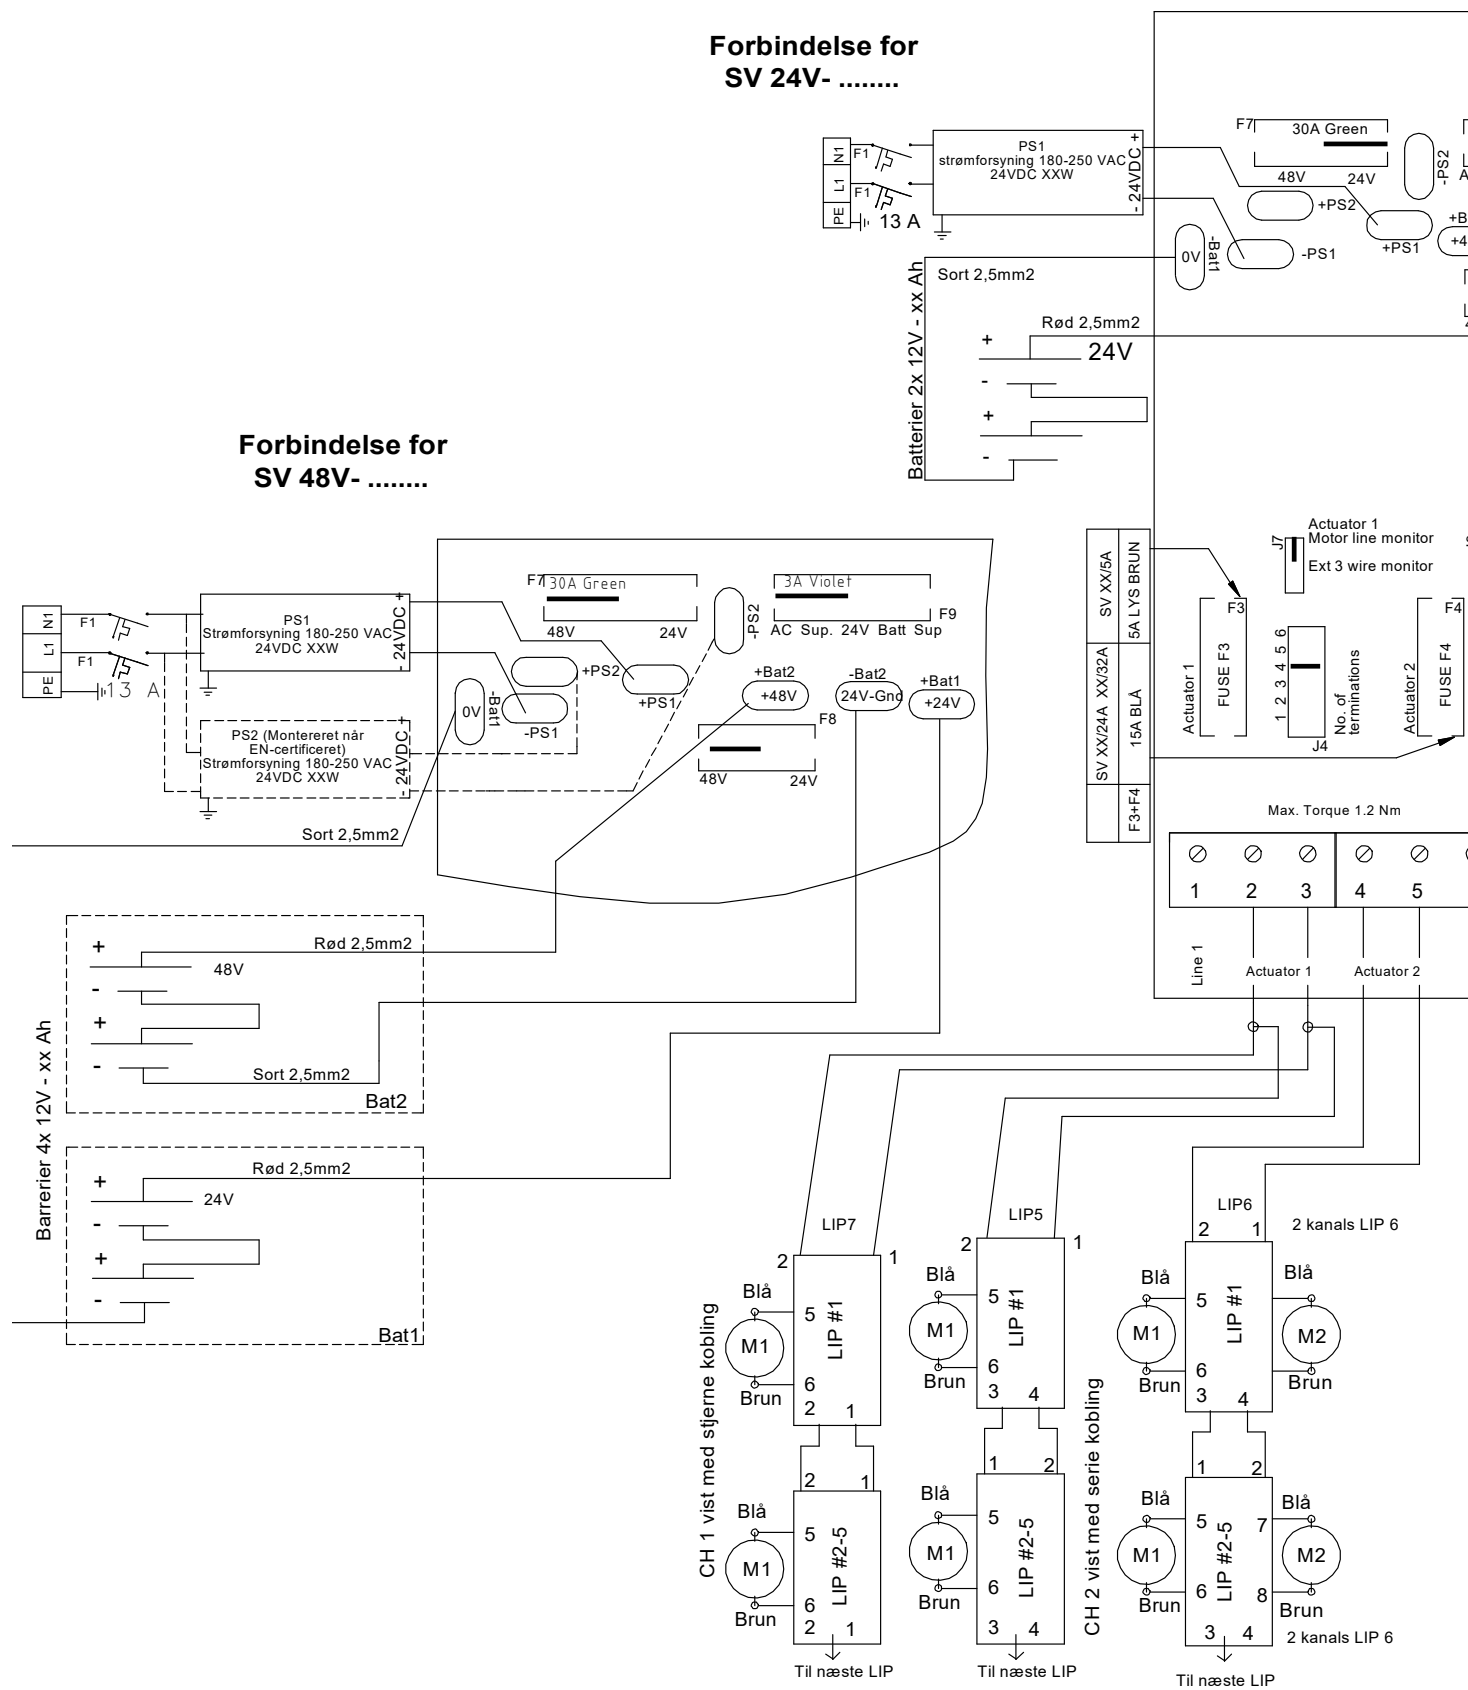 Forbindelse for
SV 24V- ........
N1
L1
PE
F1
F1
13 A
PS1
strømforsyning 180-250 VAC
24VDC XXW
- 24VDC +
F7
30A Green
48V
24V
-PS2
+PS2
+PS1
-PS1
0V
-Bat1
+B
+4
A
Batterier 2x 12V - xx Ah
Sort 2,5mm2
Rød 2,5mm2
+
24V
-
+
-
Forbindelse for
SV 48V- ........
N1
L1
PE
F1
F1
13 A
PS1
Strømforsyning 180-250 VAC
24VDC XXW
- 24VDC +
PS2 (Monteret når
EN-certificeret)
Strømforsyning 180-250 VAC
24VDC XXW
- 24VDC +
Sort 2,5mm2
F7
30A Green
48V
24V
-PS2
3A Violet
F9
AC Sup. 24V Batt Sup
+PS2
+PS1
-PS1
0V
-Bat1
+Bat2
+48V
-Bat2
24V-Gnd
+Bat1
+24V
F8
48V
24V
Barrerier 4x 12V - xx Ah
+
48V
-
+
-
Rød 2,5mm2
Sort 2,5mm2
Bat2
+
24V
-
+
-
Rød 2,5mm2
Bat1
SV XX/5A
5A LYS BRUN
SV XX/24A XX/32A
15A BLÅ
F3+F4
J7
Actuator 1
Motor line monitor
Ext 3 wire monitor
Actuator 1
FUSE F3
F3
1 2 3 4 5 6
No. of
terminations
J4
Actuator 2
FUSE F4
F4
Max. Torque 1.2 Nm
1
2
3
4
5
Line 1
Actuator 1
Actuator 2
CH 1 vist med stjerne kobling
LIP7
2
1
Blå
M1
Brun
5
LIP #1
6
2
1
2
1
Blå
M1
Brun
5
LIP #2-5
6
2
1
Til næste LIP
LIP5
2
1
Blå
M1
Brun
5
LIP #1
6
3
4
1
2
Blå
M1
Brun
5
LIP #2-5
6
3
4
Til næste LIP
CH 2 vist med serie kobling
LIP6
2 kanals LIP 6
2
1
Blå
M1
Brun
5
LIP #1
6
3
4
Blå
M2
Brun
1
2
Blå
M1
Brun
5
LIP #2-5
6
7
8
3
4
Blå
M2
Brun
2 kanals LIP 6
Til næste LIP